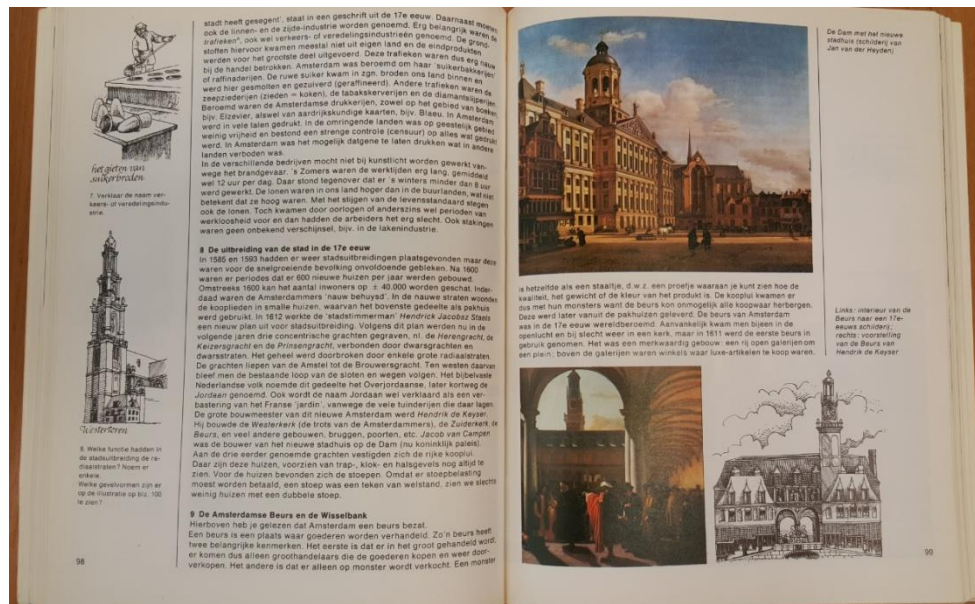 stadt heeft gesegent', staat in een geschrift uit de 17e eeuw. Daarnaast moeten
ook de linnen- en de zijde-industrie worden genoemd. Erg belangrijk waren de
trafieken", ook wel verkeers- of veredelingsindustrieën genoemd. De grond-
stoffen hiervoor kwamen meestal niet uit eigen land en de eindprodukten
werden voor het grootste deel uitgevoerd. Deze trafieken waren dus erg nauw
bij de handel betrokken. Amsterdam was beroemd om haar 'suikerbakkerijen'
of raffinaderijen. De ruwe suiker kwam in zgn. broden ons land binnen en
werd hier gesmolten en gezuiverd (geraffineerd). Andere trafieken waren de
zeepziederijen (zieden = koken), de tabakskerverijen en de diamantslijperijen.
Beroemd waren de Amsterdamse drukkerijen, zowel op het gebied van boeken,
bijv. Elzevier, alswel van aardrijkskundige kaarten, bijv. Blaeu. In Amsterdam
werd in vele talen gedrukt. In de omringende landen was op geestelijk gebied
weinig vrijheid en bestond een strenge controle (censuur) op alles wat gedrukt
werd. In Amsterdam was het mogelijk datgene te laten drukken wat in andere
landen verboden was.
In de verschillende bedrijven mocht niet bij kunstlicht worden gewerkt van-
wege het brandgevaar. 's Zomers waren de werktijden erg lang, gemiddeld
wel 12 uur per dag. Daar stond tegenover dat er 's winters minder dan 8 uur
werd gewerkt. De lonen waren in ons land hoger dan in de buurlanden, wat niet
betekent dat ze hoog waren. Met het stijgen van de levensstandaard stegen
ook de lonen. Toch kwamen door oorlogen of anderszins wel perioden van
werkloosheid voor en dan hadden de arbeiders het erg slecht. Ook stakingen
waren geen onbekend verschijnsel, bijv. in de lakenindustrie.
8 De uitbreiding van de stad in de 17e eeuw
In 1585 en 1593 hadden er weer stadsuitbreidingen plaatsgevonden maar deze
waren voor de snelgroeiende bevolking onvoldoende gebleken. Na 1600
waren er periodes dat er 600 nieuwe huizen per jaar werden gebouwd.
Omstreeks 1600 kan het aantal inwoners op ± 40.000 worden geschat. Inder-
daad waren de Amsterdammers 'nauw behuysd'. In de nauwe straten woonden
de kooplieden in smalle huizen, waarvan het bovenste gedeelte als pakhuis
werd gebruikt. In 1612 werkte de 'stadstimmerman' Hendrick Jacobsz Staets
een nieuw plan uit voor stadsuitbreiding. Volgens dit plan werden nu in de
volgende jaren drie concentrische grachten gegraven, nl. de Herengracht, de
Keizersgracht en de Prinsengracht, verbonden door dwarsgrachten en
dwarsstraten. Het geheel werd doorbroken door enkele grote radiaalstraten.
De grachten liepen van de Amstel tot de Brouwersgracht. Ten westen daarvan
bleef men de bestaande loop van de sloten en wegen volgen. Het bijbelvaste
Nederlandse volk noemde dit gedeelte het Overjordaanse, later kortweg de
Jordaan genoemd. Ook wordt de naam Jordaan wel verklaard als een ver-
bastering van het Franse 'jardin', vanwege de vele tuinderijen die daar lagen.
De grote bouwmeester van dit nieuwe Amsterdam werd Hendrik de Keyser.
Hij bouwde de Westerkerk (de trots van de Amsterdammers), de Zuiderkerk, de
Beurs, en veel andere gebouwen, bruggen, poorten, etc. Jacob van Campen
was de bouwer van het nieuwe stadhuis op de Dam (nu koninklijk paleis).
Aan de drie eerder genoemde grachten vestigden zich de rijke kooplui.
Daar zijn deze huizen, voorzien van trap-, klok- en halsgevels nog altijd te
zien. Voor de huizen bevonden zich de stoepen. Omdat er stoepbelasting
moest worden betaald, een stoep was een teken van welstand, zien we slechts
weinig huizen met een dubbele stoep.
9 De Amsterdamse Beurs en de Wisselbank
Hierboven heb je gelezen dat Amsterdam een beurs bezat.
Een beurs is een plaats waar goederen worden verhandeld. Zo'n beurs heeft
twee belangrijke kenmerken. Het eerste is dat er in het groot gehandeld wordt,
er komen dus alleen groothandelaars die de goederen kopen en weer door-
verkopen. Het andere is dat er alleen op monster wordt verkocht. Een monster
het gieten van
suikerbroden
7. Verklaar de naam ver-
keers- of veredelingsindu-
strie.
Westertoren
8. Welke functie hadden in
de stadsuitbreiding de ra-
diaalstraten? Noem er
enkele.
Welke gevelvormen zijn er
op de illustratie op blz. 100
te zien?
98
De Dam met het nieuwe
stadhuis (schilderij van
Jan van der Heyden)
is hetzelfde als een staaltje, d.w.z. een proefje waaraan je kunt zien hoe de
kwaliteit, het gewicht of de kleur van het produkt is. De kooplui kwamen er
dus met hun monsters want de beurs kon onmogelijk alle koopwaar herbergen.
Deze werd later vanuit de pakhuizen geleverd. De beurs van Amsterdam
was in de 17e eeuw wereldberoemd. Aanvankelijk kwam men bijeen in de
openlucht en bij slecht weer in een kerk, maar in 1611 werd de eerste beurs in
gebruik genomen. Het was een merkwaardig gebouw: een rij open galerijen om
een plein; boven de galerijen waren winkels waar luxe-artikelen te koop waren.
Links: interieur van de
Beurs naar een 17e-
eeuws schilderij;
rechts: voorstelling
van de Beurs van
Hendrik de Keyser
99